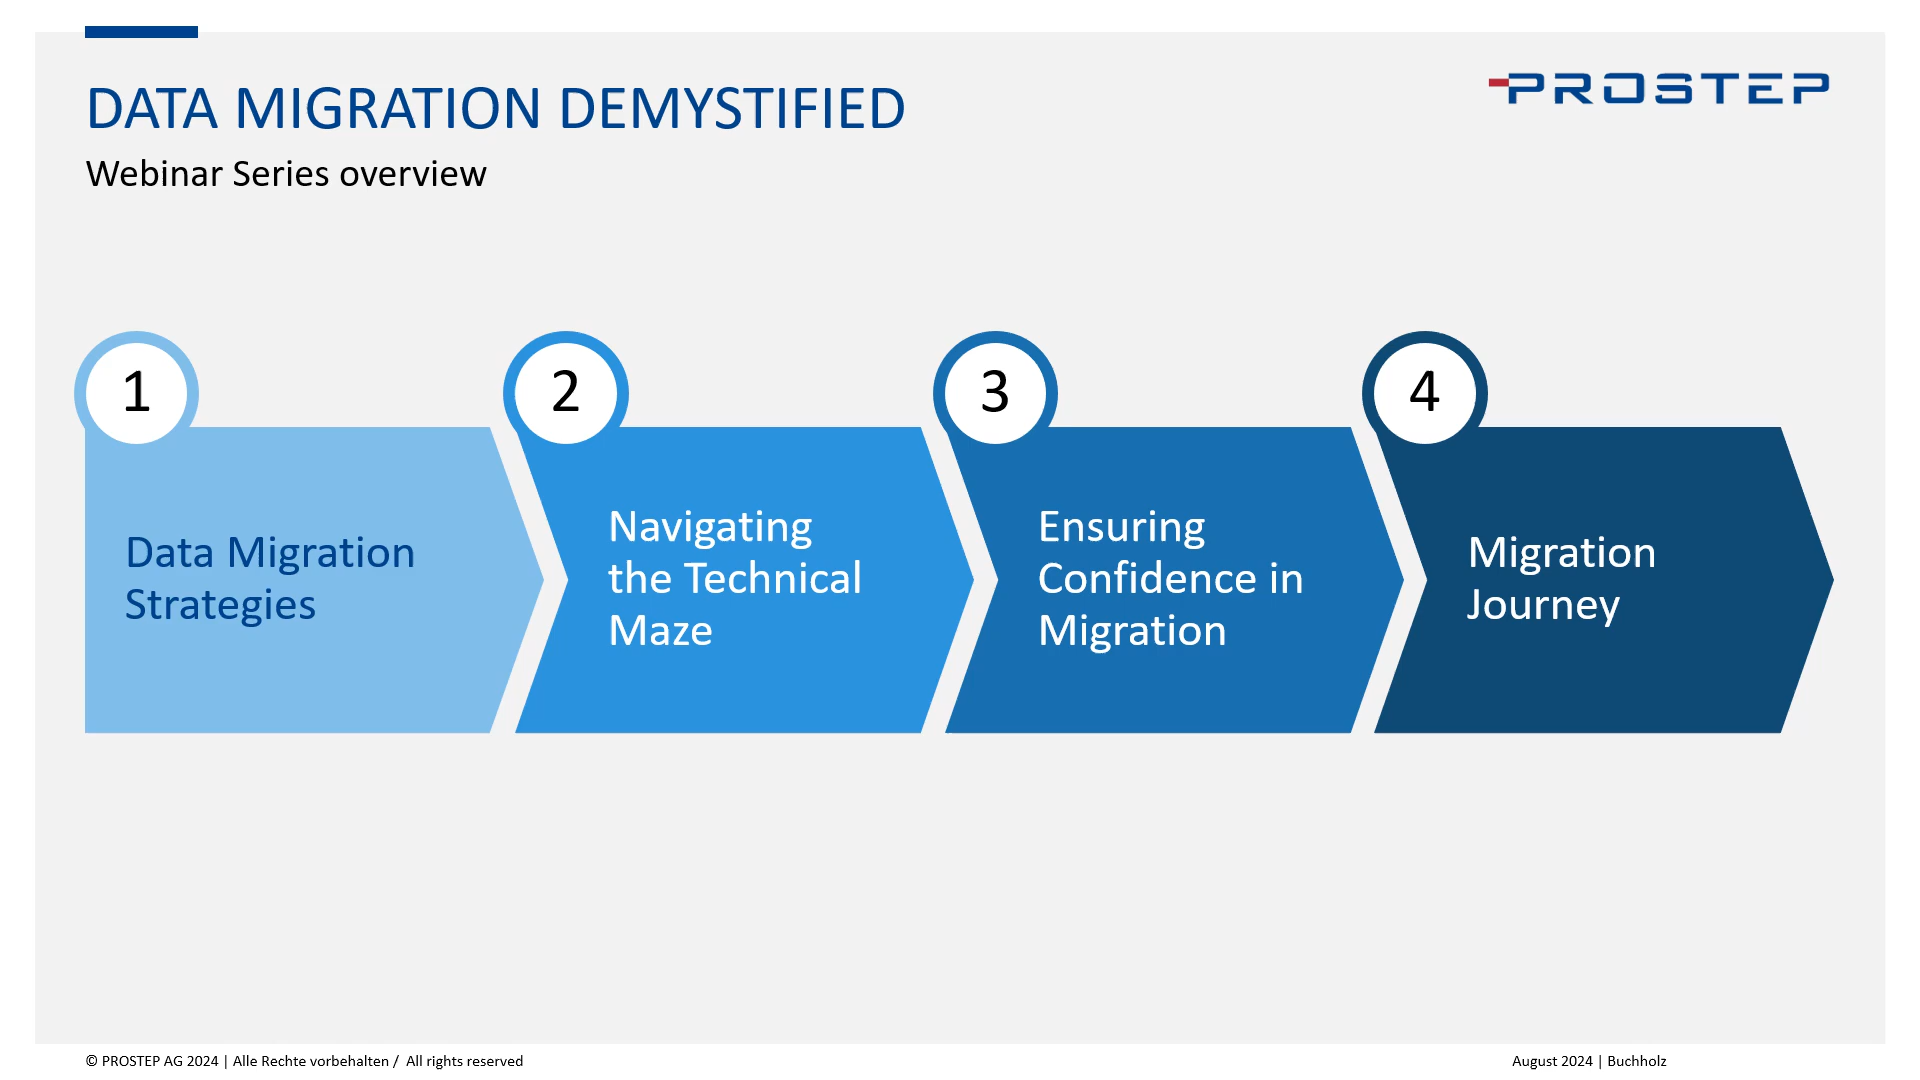 DATA MIGRATION DEMYSTIFIED
PROSTEP
Webinar Series overview
1
Data Migration
Strategies
2
Navigating
the Technical
Maze
3
Ensuring
Confidence in
Migration
4
Migration
Journey
© PROSTEP AG 2024 | Alle Rechte vorbehalten / All rights reserved
August 2024 | Buchholz